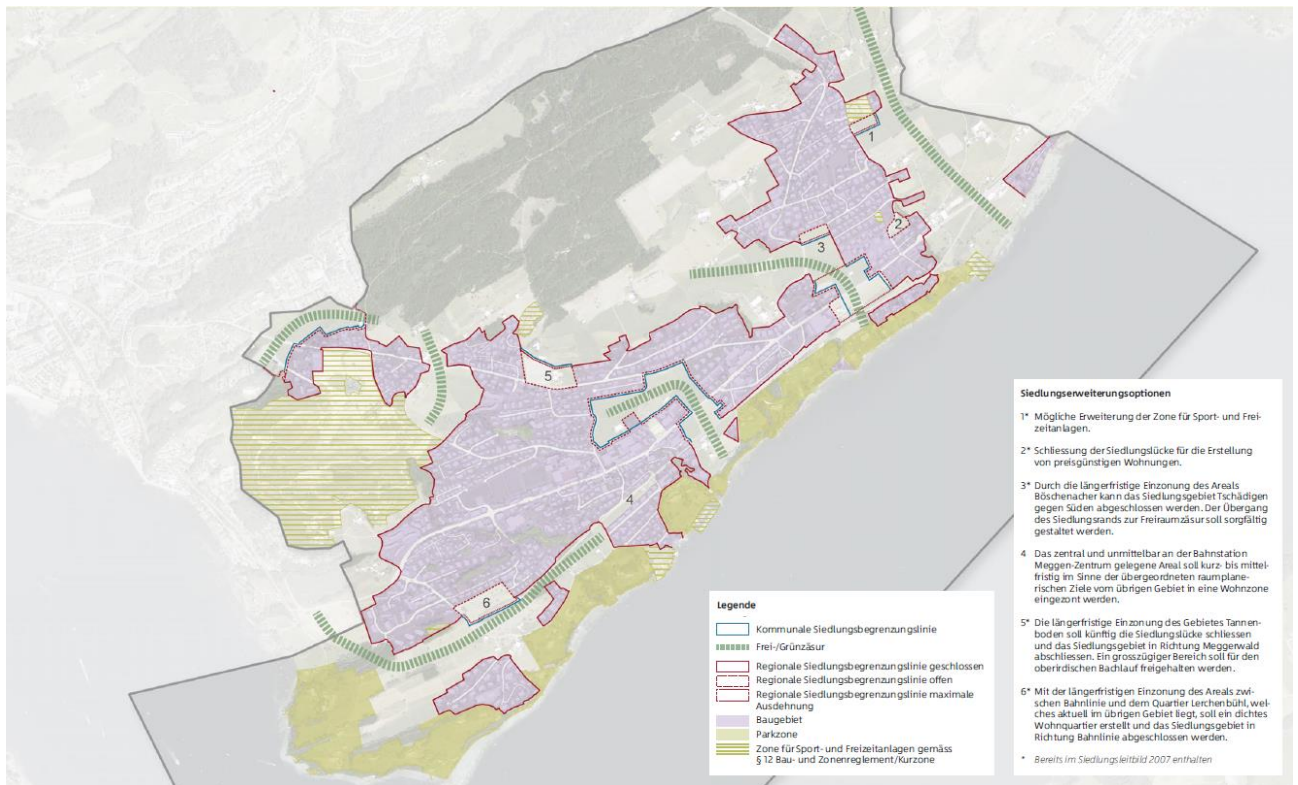 1
2
3
5
4
6
Siedlungserweiterungsoptionen
1* Mögliche Erweiterung der Zone für Sport- und Frei-
zeitanlagen.
2* Schliessung der Siedlungslücke für die Erstellung
von preisgünstigen Wohnungen.
3* Durch die längerfristige Einzonung des Areals
Böschenacher kann das Siedlungsgebiet Tschädigen
gegen Süden abgeschlossen werden. Der Übergang
des Siedlungsrands zur Freiraumzäsur soll sorgfältig
gestaltet werden.
4 Das zentral und unmittelbar an der Bahnstation
Meggen-Zentrum gelegene Areal soll kurz- bis mittel-
fristig im Sinne der übergeordneten raumplane-
rischen Ziele vom übrigen Gebiet in eine Wohnzone
eingezont werden.
5* Die längerfristige Einzonung des Gebietes Tannen-
boden soll künftig die Siedlungslücke schliessen
und das Siedlungsgebiet in Richtung Meggerwald
abschliessen. Ein grosszügiger Bereich soll für den
oberirdischen Bachlauf freigehalten werden.
6* Mit der längerfristigen Einzonung des Areals zwi-
schen Bahnlinie und dem Quartier Lerchenbühl, wel-
ches aktuell im übrigen Gebiet liegt, soll ein dichtes
Wohnquartier erstellt und das Siedlungsgebiet in
Richtung Bahnlinie abgeschlossen werden.
* Bereits im Siedlungsleitbild 2007 enthalten
Legende
Kommunale Siedlungsbegrenzungslinie
Frei-/Grünzäsur
Regionale Siedlungsbegrenzungslinie geschlossen
Regionale Siedlungsbegrenzungslinie offen
Regionale Siedlungsbegrenzungslinie maximale
Ausdehnung
Baugebiet
Parkzone
Zone für Sport- und Freizeitanlagen gemäss
§ 12 Bau- und Zonenreglement/Kurzone